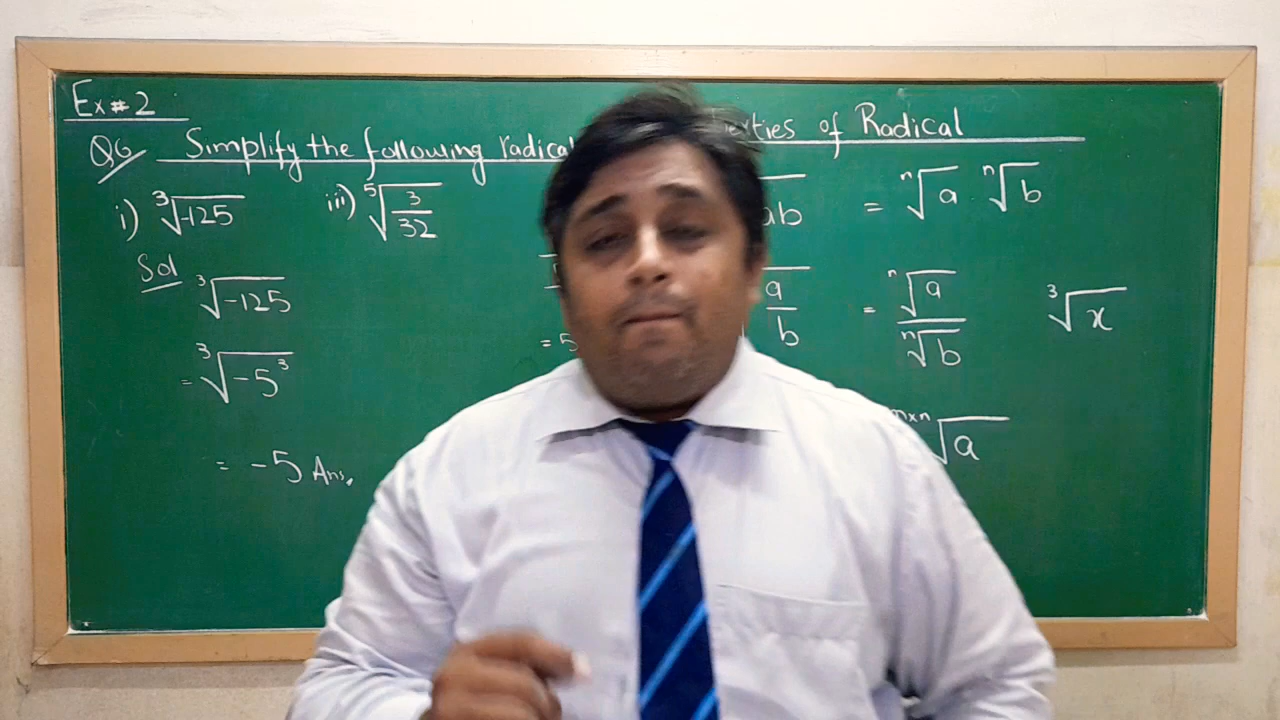 Ex # 2
Q6 Simplify the following radical
of Radical
i) ∛-125 iii) ⁵√3/32
Sol
∛-125
= ∛-5³
= -5 Ans.
= 5
ab = ⁿ√a ⁿ√b
a/b = ⁿ√a/ⁿ√b
∛x
m×n√a